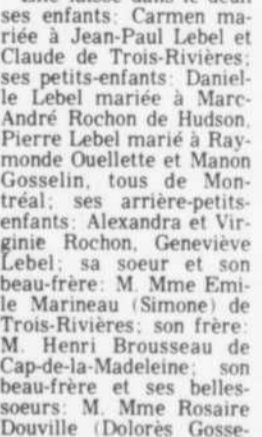 ses enfants: Carmen ma-
riée à Jean-Paul Lebel et
Claude de Trois-Rivières;
ses petits-enfants: Daniel-
le Lebel mariée à Marc-
André Rochon de Hudson,
Pierre Lebel marié à Ray-
monde Ouellette et Manon
Gosselin, tous de Mon-
tréal; ses arrière-petits-
enfants: Alexandra et Vir-
ginie Rochon, Geneviève
Lebel; sa soeur et son
beau-frère: M. Mme Emi-
le Marineau (Simone) de
Trois-Rivières; son frère:
M. Henri Brousseau de
Cap-de-la-Madeleine; son
beau-frère et ses belles-
soeurs: M. Mme Rosaire
Douville (Dolorès Gosse-